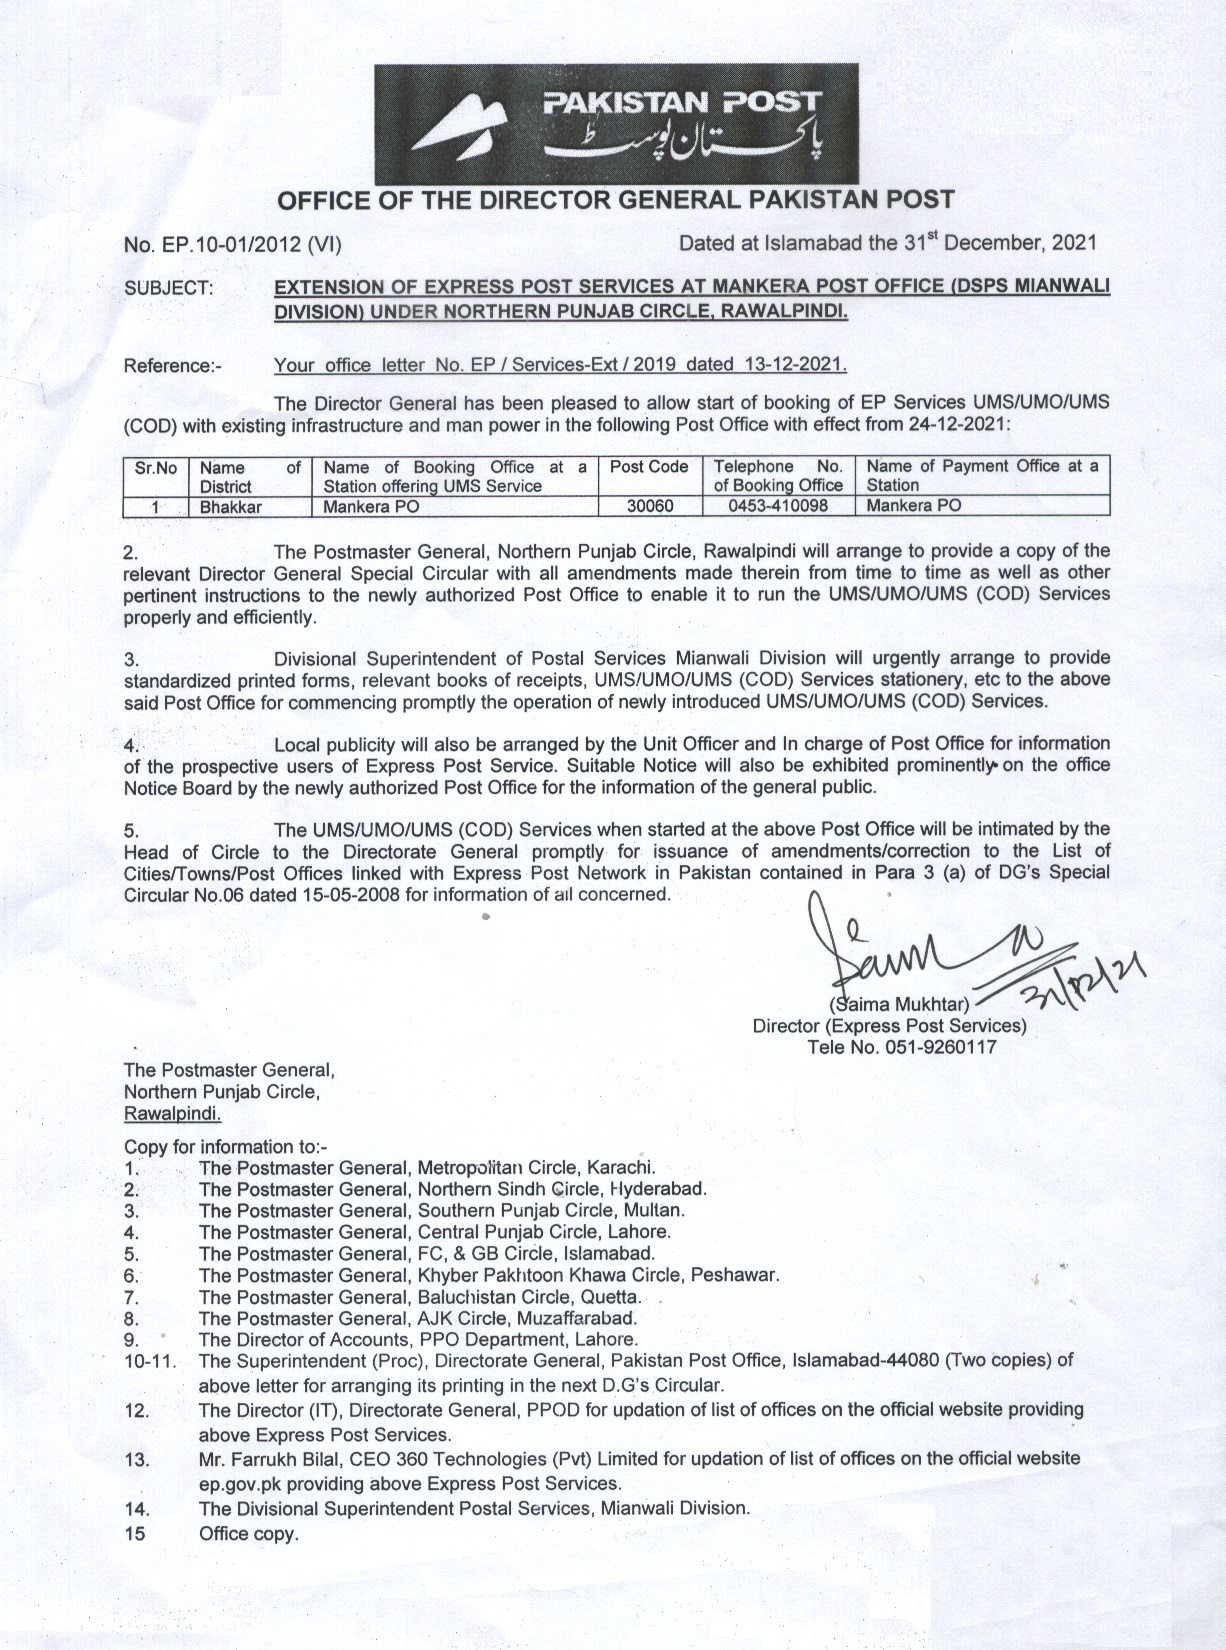 PAKISTAN POST
پاکستان پوسٹ
OFFICE OF THE DIRECTOR GENERAL PAKISTAN POST
No. EP.10-01/2012 (VI) Dated at Islamabad the 31st December, 2021
SUBJECT: EXTENSION OF EXPRESS POST SERVICES AT MANKERA POST OFFICE (DSPS MIANWALI
DIVISION) UNDER NORTHERN PUNJAB CIRCLE, RAWALPINDI.
Reference:- Your office letter No. EP / Services-Ext / 2019 dated 13-12-2021.
The Director General has been pleased to allow start of booking of EP Services UMS/UMO/UMS
(COD) with existing infrastructure and man power in the following Post Office with effect from 24-12-2021:
Sr.No Name of Name of Booking Office at a Post Code Telephone No. Name of Payment Office at a
District Station offering UMS Service of Booking Office Station
1 Bhakkar Mankera PO 30060 0453-410098 Mankera PO
2. The Postmaster General, Northern Punjab Circle, Rawalpindi will arrange to provide a copy of the
relevant Director General Special Circular with all amendments made therein from time to time as well as other
pertinent instructions to the newly authorized Post Office to enable it to run the UMS/UMO/UMS (COD) Services
properly and efficiently.
3. Divisional Superintendent of Postal Services Mianwali Division will urgently arrange to provide
standardized printed forms, relevant books of receipts, UMS/UMO/UMS (COD) Services stationery, etc to the above
said Post Office for commencing promptly the operation of newly introduced UMS/UMO/UMS (COD) Services.
4. Local publicity will also be arranged by the Unit Officer and In charge of Post Office for information
of the prospective users of Express Post Service. Suitable Notice will also be exhibited prominently on the office
Notice Board by the newly authorized Post Office for the information of the general public.
5. The UMS/UMO/UMS (COD) Services when started at the above Post Office will be intimated by the
Head of Circle to the Directorate General promptly for issuance of amendments/correction to the List of
Cities/Towns/Post Offices linked with Express Post Network in Pakistan contained in Para 3 (a) of DG's Special
Circular No.06 dated 15-05-2008 for information of all concerned.
Saima
31/12/21
(Saima Mukhtar)
Director (Express Post Services)
Tele No. 051-9260117
The Postmaster General,
Northern Punjab Circle,
Rawalpindi.
Copy for information to:-
1. The Postmaster General, Metropolitan Circle, Karachi.
2. The Postmaster General, Northern Sindh Circle, Hyderabad.
3. The Postmaster General, Southern Punjab Circle, Multan.
4. The Postmaster General, Central Punjab Circle, Lahore.
5. The Postmaster General, FC, & GB Circle, Islamabad.
6. The Postmaster General, Khyber Pakhtoon Khawa Circle, Peshawar.
7. The Postmaster General, Baluchistan Circle, Quetta.
8. The Postmaster General, AJK Circle, Muzaffarabad.
9. The Director of Accounts, PPO Department, Lahore.
10-11. The Superintendent (Proc), Directorate General, Pakistan Post Office, Islamabad-44080 (Two copies) of
above letter for arranging its printing in the next D.G's Circular.
12. The Director (IT), Directorate General, PPOD for updation of list of offices on the official website providing
above Express Post Services.
13. Mr. Farrukh Bilal, CEO 360 Technologies (Pvt) Limited for updation of list of offices on the official website
ep.gov.pk providing above Express Post Services.
14. The Divisional Superintendent Postal Services, Mianwali Division.
15 Office copy.